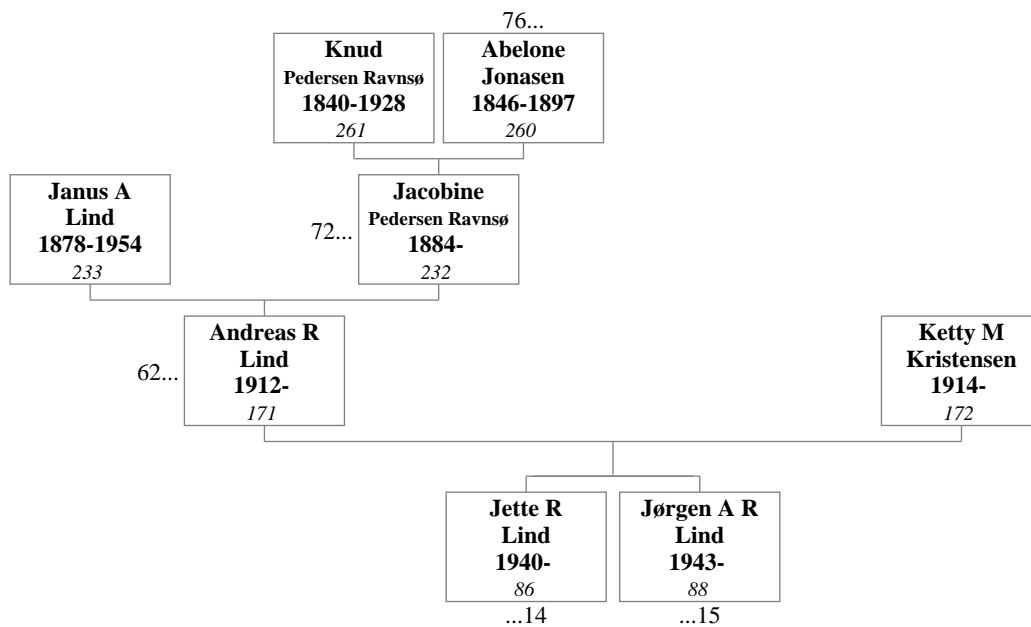 76...
Knud
Pedersen Ravnsø
1840-1928
261
Abelone
Jonasen
1846-1897
260
Janus A
Lind
1878-1954
233
72...
Jacobine
Pedersen Ravnsø
1884-
232
62...
Andreas R
Lind
1912-
171
Ketty M
Kristensen
1914-
172
Jette R
Lind
1940-
86
...14
Jørgen A R
Lind
1943-
88
...15